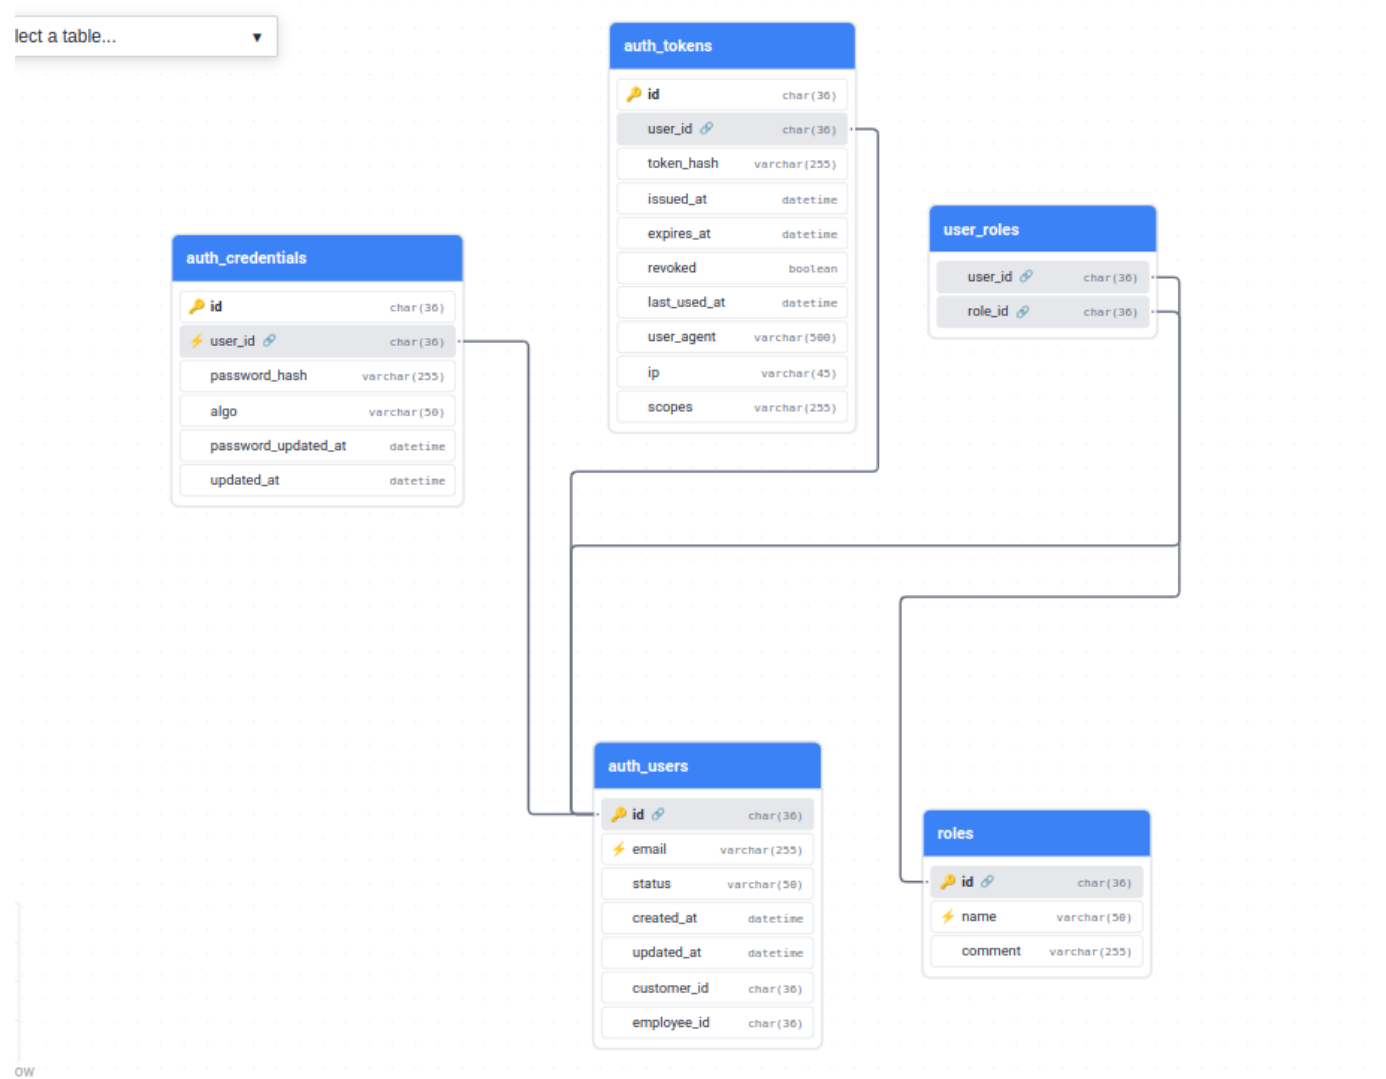 lect a table...
auth_tokens
id char(36)
user_id char(36)
token_hash varchar(255)
issued_at datetime
expires_at datetime
revoked boolean
last_used_at datetime
user_agent varchar(500)
ip varchar(45)
scopes varchar(255)
user_roles
user_id char(36)
role_id char(36)
auth_credentials
id char(36)
user_id char(36)
password_hash varchar(255)
algo varchar(50)
password_updated_at datetime
updated_at datetime
auth_users
id char(36)
email varchar(255)
status varchar(50)
created_at datetime
updated_at datetime
customer_id char(36)
employee_id char(36)
roles
id char(36)
name varchar(50)
comment varchar(255)
ow